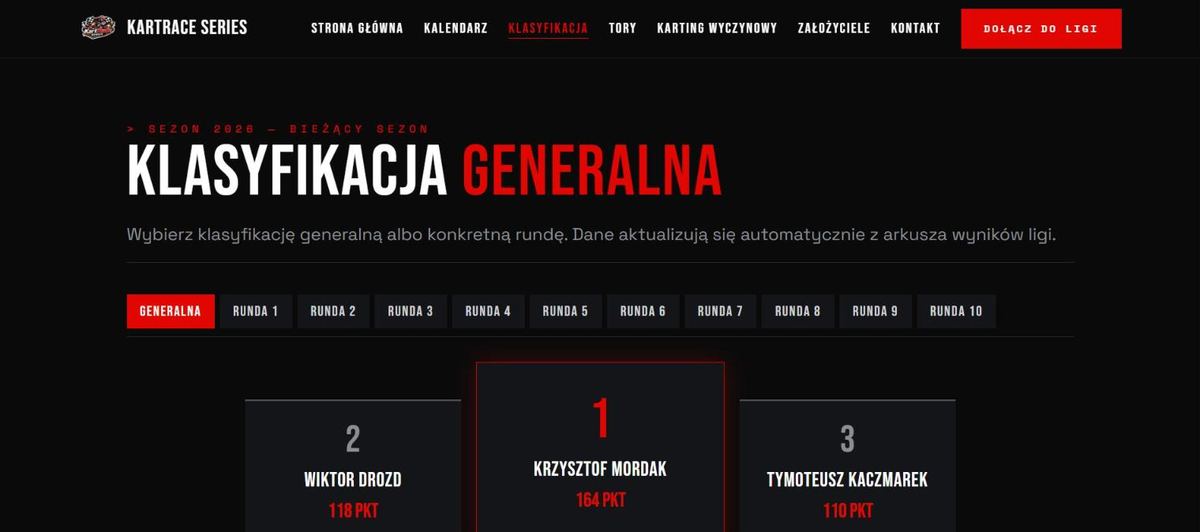 KARTRACE SERIES
STRONA GŁÓWNA KALENDARZ KLASYFIKACJA TORY KARTING WYCZYNOWY ZAŁOŻYCIELE KONTAKT DOŁĄCZ DO LIGI
> SEZON 2026 — BIEŻĄCY SEZON
KLASYFIKACJA GENERALNA
Wybierz klasyfikację generalną albo konkretną rundę. Dane aktualizują się automatycznie z arkusza wyników ligi.
GENERALNA RUNDA 1 RUNDA 2 RUNDA 3 RUNDA 4 RUNDA 5 RUNDA 6 RUNDA 7 RUNDA 8 RUNDA 9 RUNDA 10
2
WIKTOR DROZD
118 PKT
1
KRZYSZTOF MORDAK
164 PKT
3
TYMOTEUSZ KACZMAREK
110 PKT